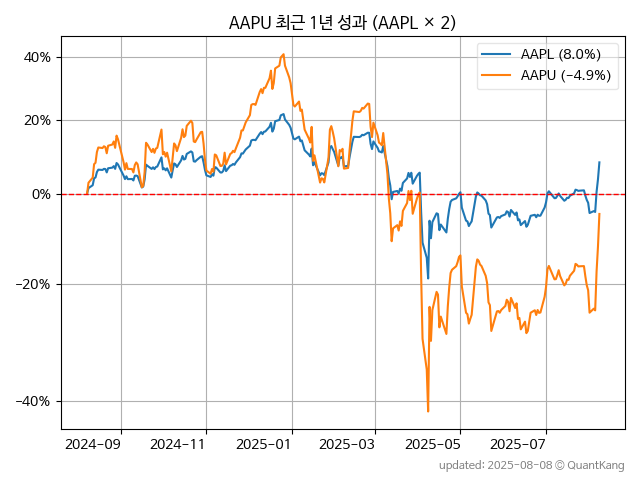 AAPU 최근 1년 성과 (AAPL × 2)
AAPL (8.0%)
AAPU (−4.9%)
40%
20%
0%
−20%
−40%
2024-09
2024-11
2025-01
2025-03
2025-05
2025-07
updated: 2025-08-08 © QuantKang